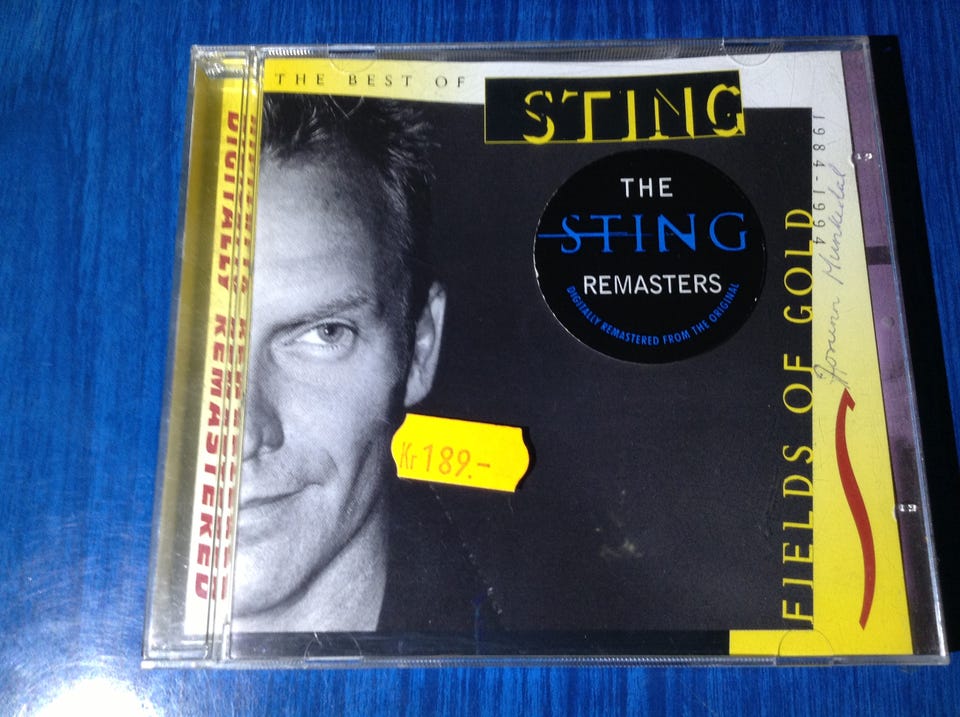 THE BEST OF STING
THE
STING
REMASTERS
DIGITALLY REMASTERED FROM THE ORIGINAL
Kr 189.-
FIELDS OF GOLD
1984-1994
DIGITALLY REMASTERED